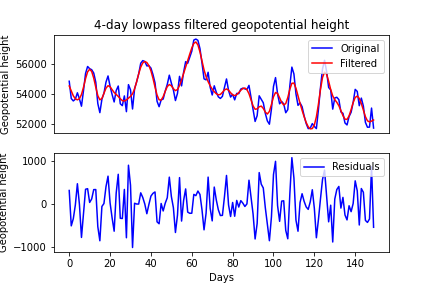 4-day lowpass filtered geopotential height
Geopotential height
56000
54000
52000
Original
Filtered
Geopotential height
1000
0
−1000
Residuals
0 20 40 60 80 100 120 140
Days